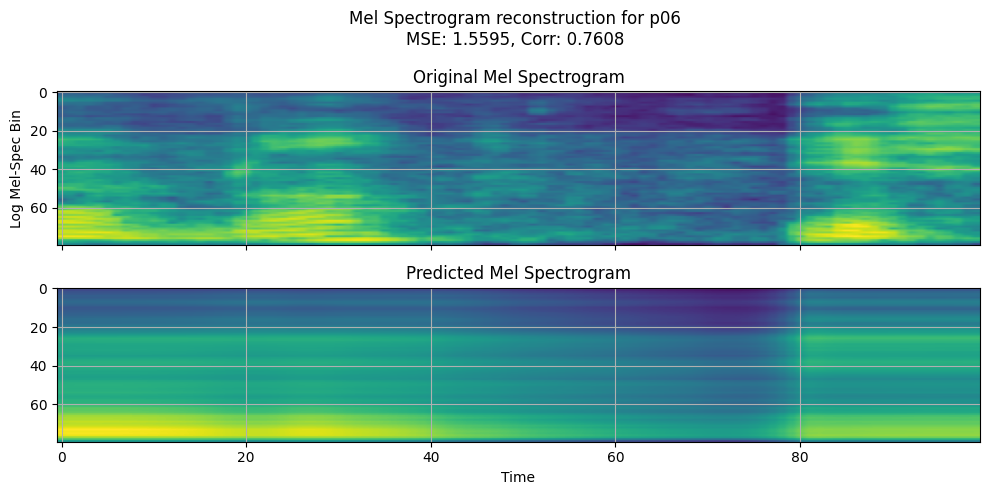 Mel Spectrogram reconstruction for p06
MSE: 1.5595, Corr: 0.7608
Original Mel Spectrogram
Log Mel-Spec Bin
0
20
40
60
Predicted Mel Spectrogram
0
20
40
60
0 20 40 60 80
Time